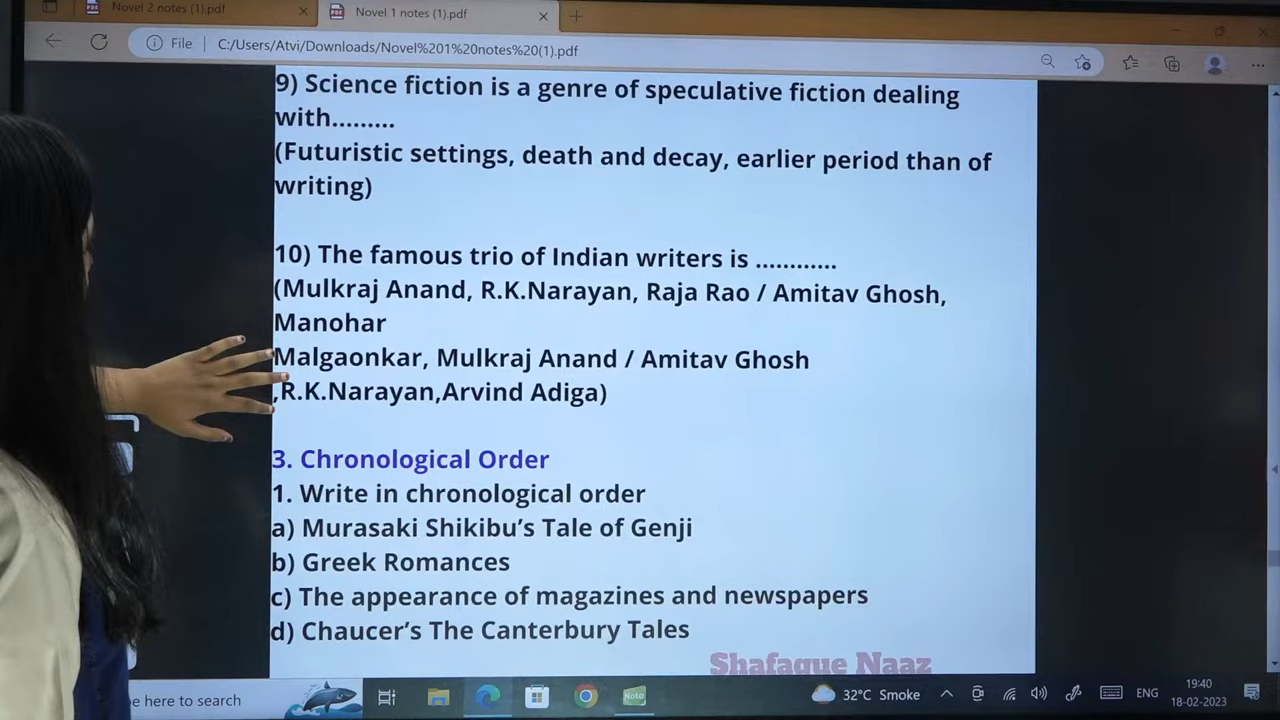 Novel 2 notes (1).pdf
Novel 1 notes (1).pdf
File
C:/Users/Atvi/Downloads/Novel%201%20notes%20(1).pdf
9) Science fiction is a genre of speculative fiction dealing
with.........
(Futuristic settings, death and decay, earlier period than of
writing)
10) The famous trio of Indian writers is ............
(Mulkraj Anand, R.K.Narayan, Raja Rao / Amitav Ghosh,
Manohar
Malgaonkar, Mulkraj Anand / Amitav Ghosh
,R.K.Narayan,Arvind Adiga)
3. Chronological Order
1. Write in chronological order
a) Murasaki Shikibu's Tale of Genji
b) Greek Romances
c) The appearance of magazines and newspapers
d) Chaucer's The Canterbury Tales
Shafaque Naaz
e here to search
Note
32°C Smoke
ENG
19:40
18-02-2023